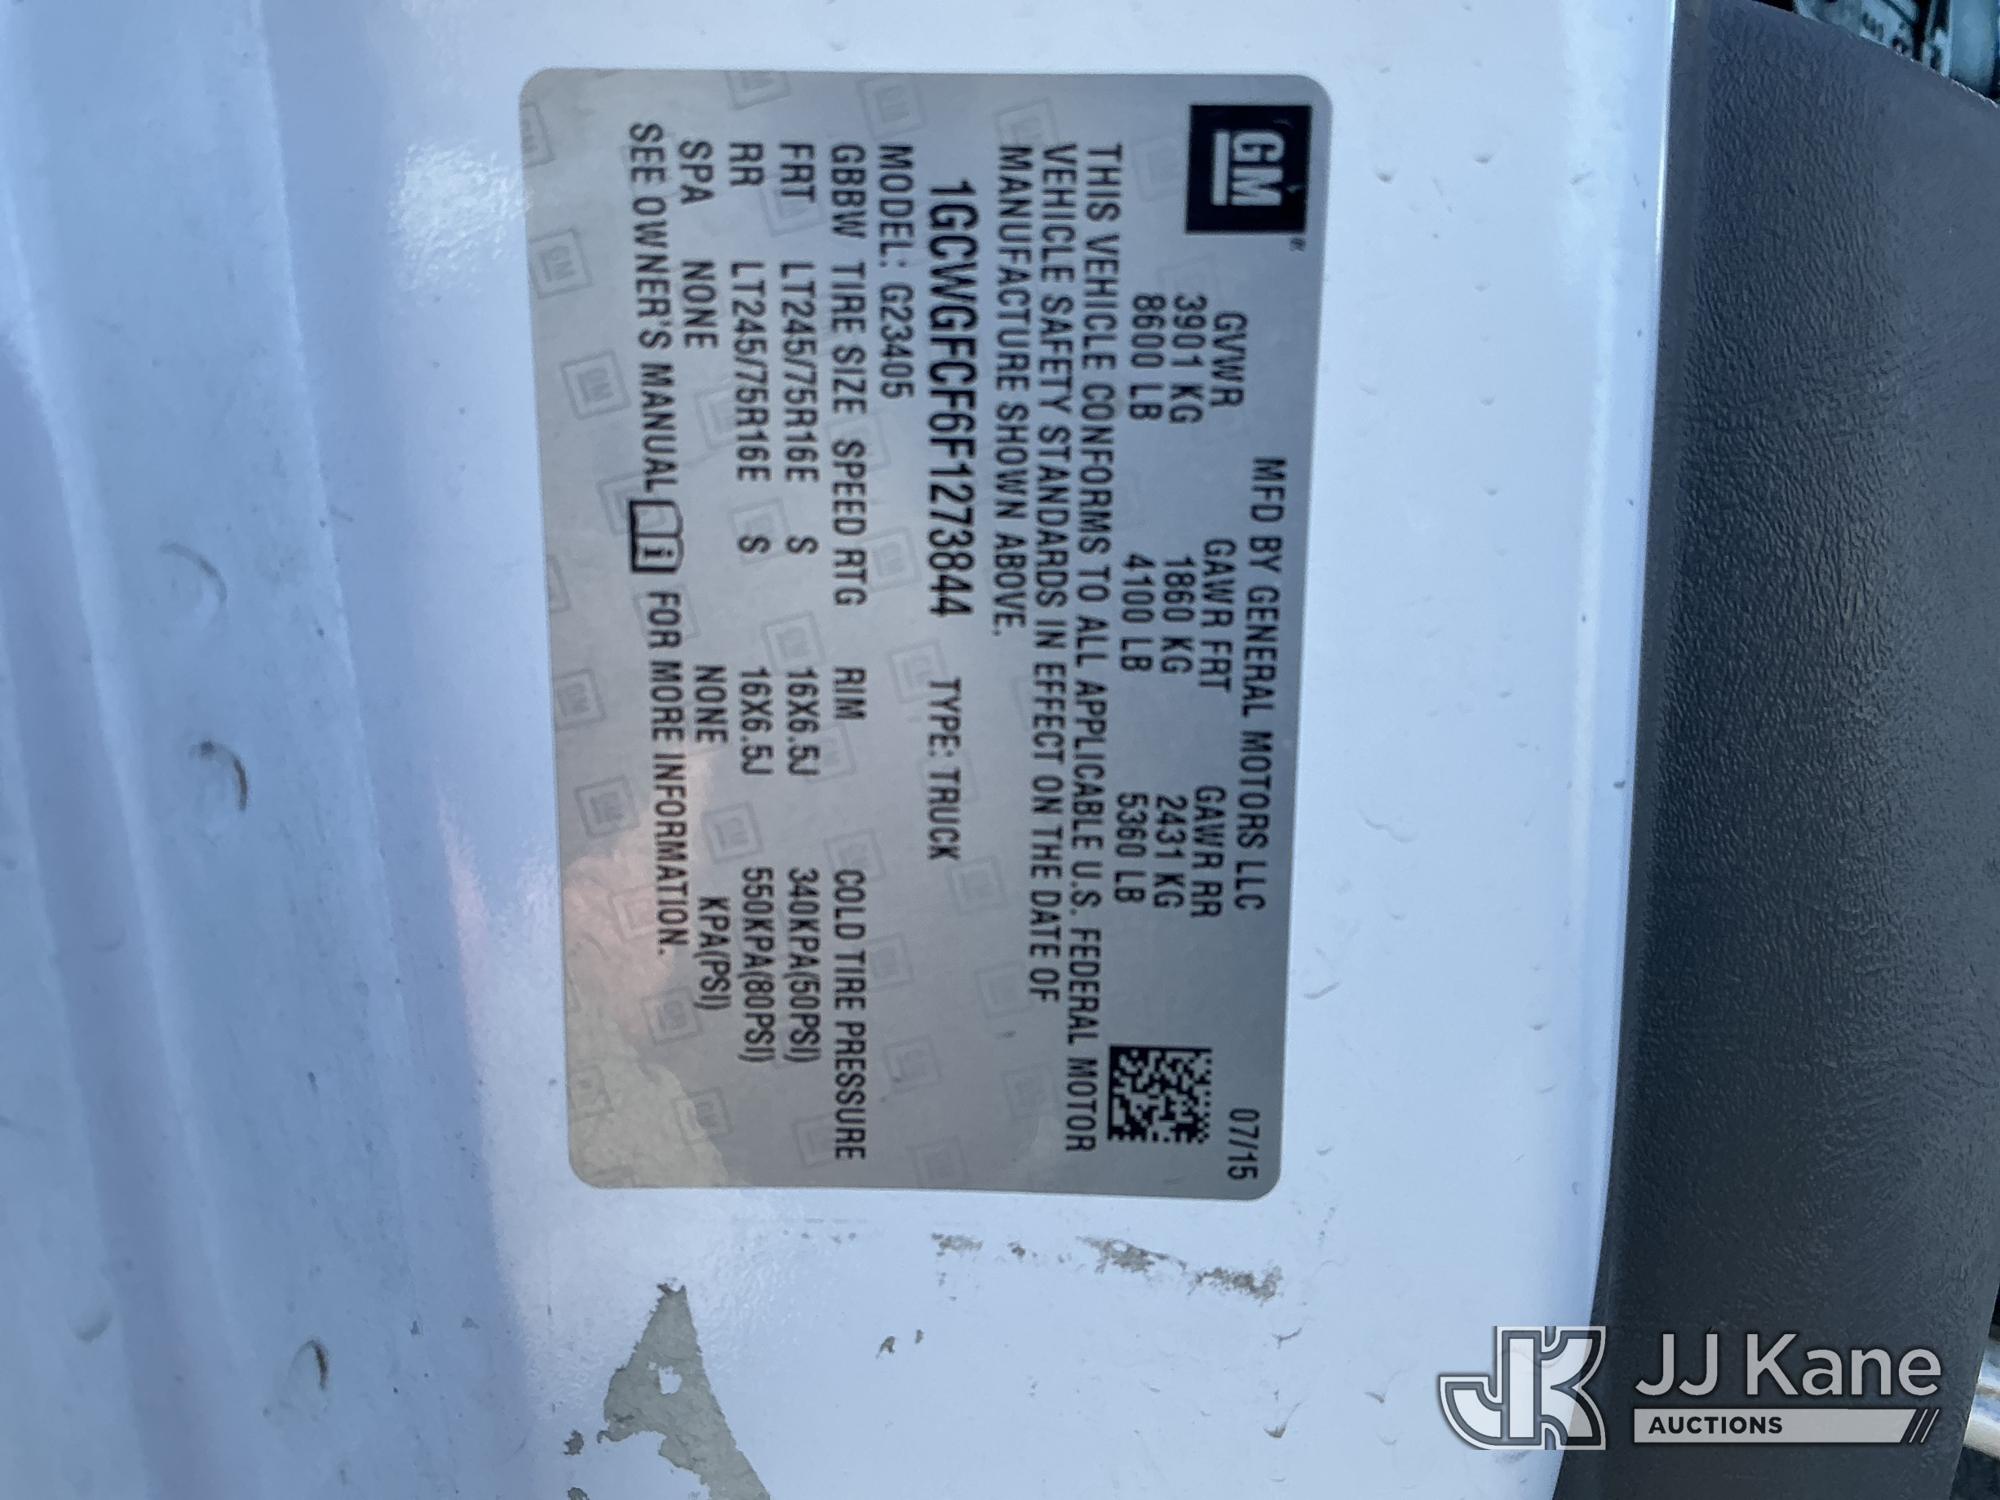 GM
MFD BY GENERAL MOTORS LLC 07/15
GVWR GAWR FRT GAWR RR
3901 KG 1860 KG 2431 KG
8600 LB 4100 LB 5360 LB
THIS VEHICLE CONFORMS TO ALL APPLICABLE U.S. FEDERAL MOTOR
VEHICLE SAFETY STANDARDS IN EFFECT ON THE DATE OF
MANUFACTURE SHOWN ABOVE.
1GCWGFCF6F1273844 TYPE: TRUCK
MODEL: G23405
GBBW TIRE SIZE SPEED RTG RIM COLD TIRE PRESSURE
FRT LT245/75R16E S 16X6.5J 340KPA(50PSI)
RR LT245/75R16E S 16X6.5J 550KPA(80PSI)
SPA NONE NONE KPA(PSI)
SEE OWNER'S MANUAL i FOR MORE INFORMATION.
JK JJ Kane
AUCTIONS